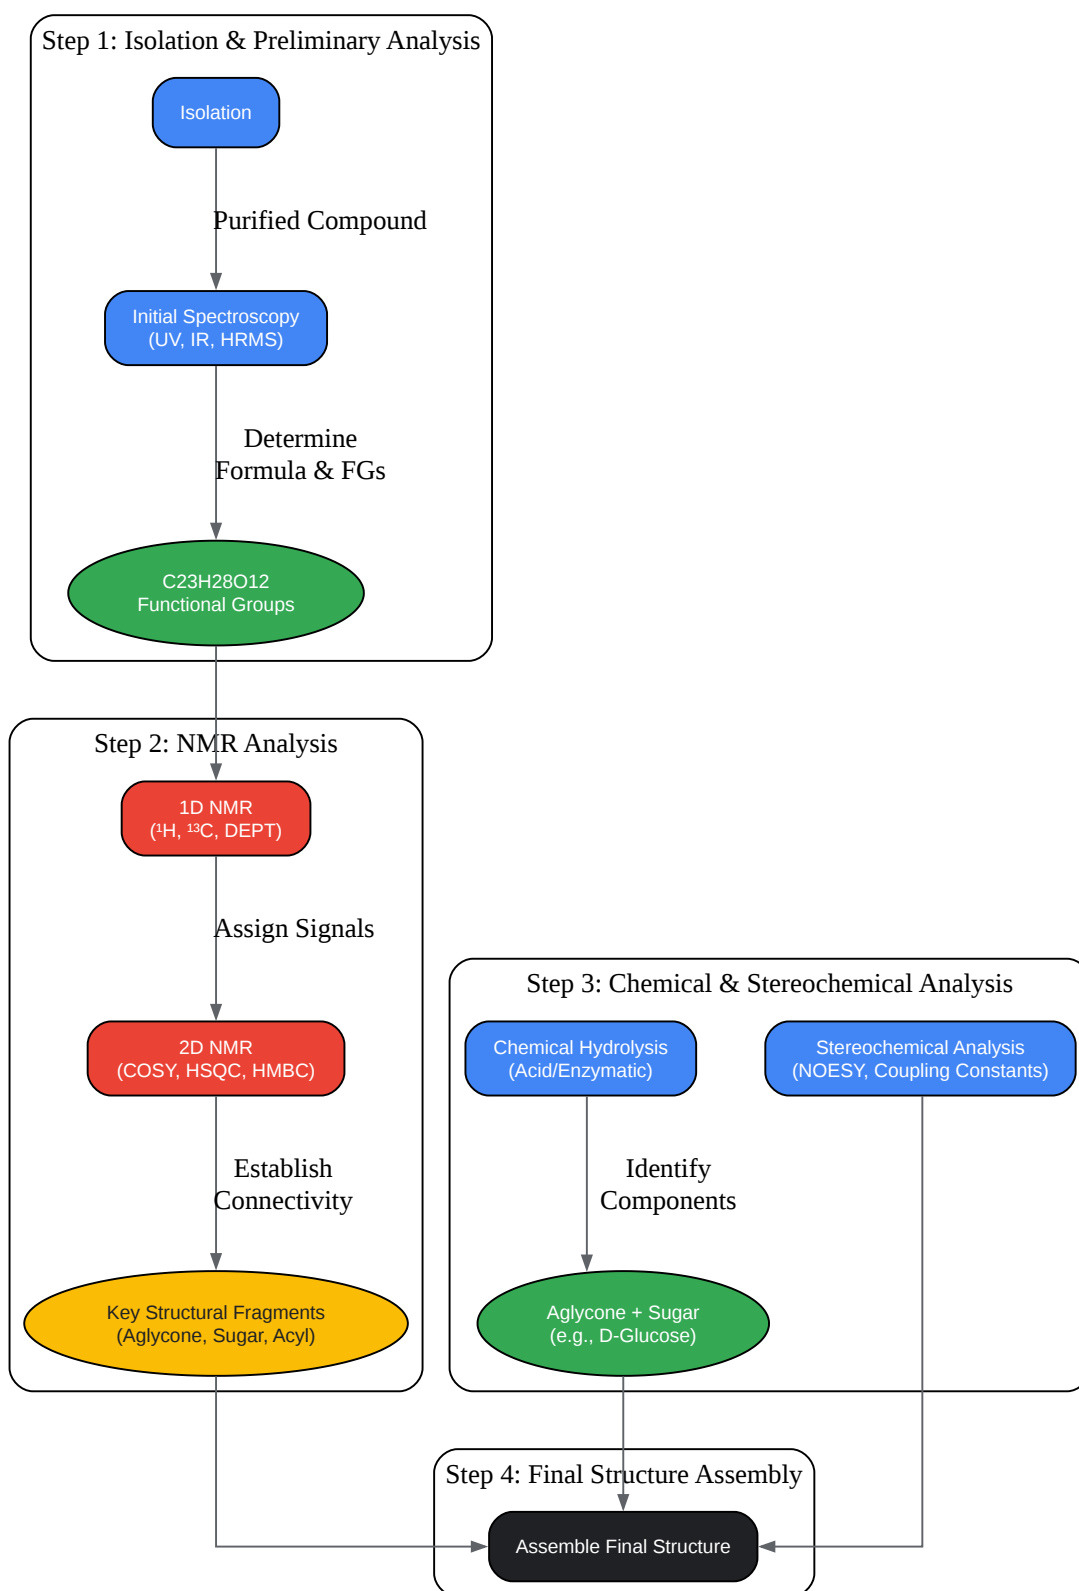 Step 1: Isolation & Preliminary Analysis
Isolation
Purified Compound
Initial Spectroscopy
(UV, IR, HRMS)
Determine
Formula & FGs
C23H28O12
Functional Groups
Step 2: NMR Analysis
1D NMR
(¹H, ¹³C, DEPT)
Assign Signals
2D NMR
(COSY, HSQC, HMBC)
Establish
Connectivity
Key Structural Fragments
(Aglycone, Sugar, Acyl)
Step 3: Chemical & Stereochemical Analysis
Chemical Hydrolysis
(Acid/Enzymatic)
Stereochemical Analysis
(NOESY, Coupling Constants)
Identify
Components
Aglycone + Sugar
(e.g., D-Glucose)
Step 4: Final Structure Assembly
Assemble Final Structure